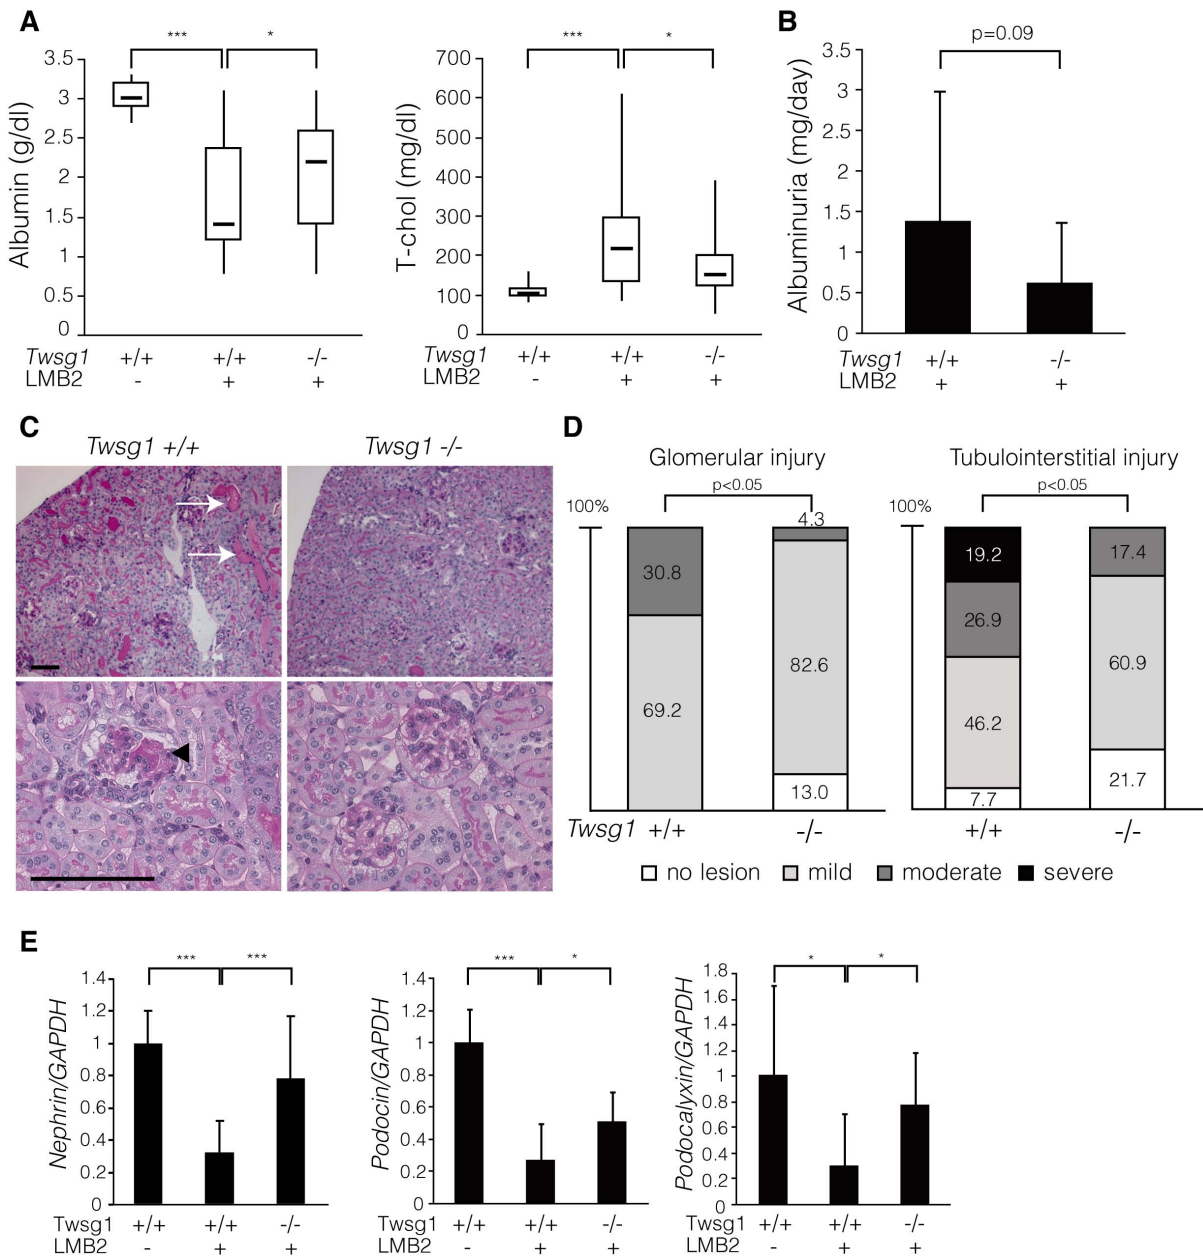 A
*** *
Albumin (g/dl)
3.5
3
2.5
2
1.5
1
0.5
0
Twsg1 +/+ +/+ -/-
LMB2 - + +
*** *
T-chol (mg/dl)
700
600
500
400
300
200
100
0
Twsg1 +/+ +/+ -/-
LMB2 - + +
B
p=0.09
Albuminuria (mg/day)
3.5
3
2.5
2
1.5
1
0.5
0
Twsg1 +/+ -/-
LMB2 + +
C
Twsg1 +/+ Twsg1 -/-
D
Glomerular injury
p<0.05
100%
30.8
69.2
4.3
82.6
13.0
Twsg1 +/+ -/-
Tubulointerstitial injury
p<0.05
100%
19.2
26.9
46.2
7.7
17.4
60.9
21.7
+/+ -/-
no lesion mild moderate severe
E
*** ***
Nephrin/GAPDH
1.4
1.2
1
0.8
0.6
0.4
0.2
0
Twsg1 +/+ +/+ -/-
LMB2 - + +
*** *
Podocin/GAPDH
1.4
1.2
1
0.8
0.6
0.4
0.2
0
Twsg1 +/+ +/+ -/-
LMB2 - + +
* *
Podocalyxin/GAPDH
1.8
1.6
1.4
1.2
1
0.8
0.6
0.4
0.2
0
Twsg1 +/+ +/+ -/-
LMB2 - + +